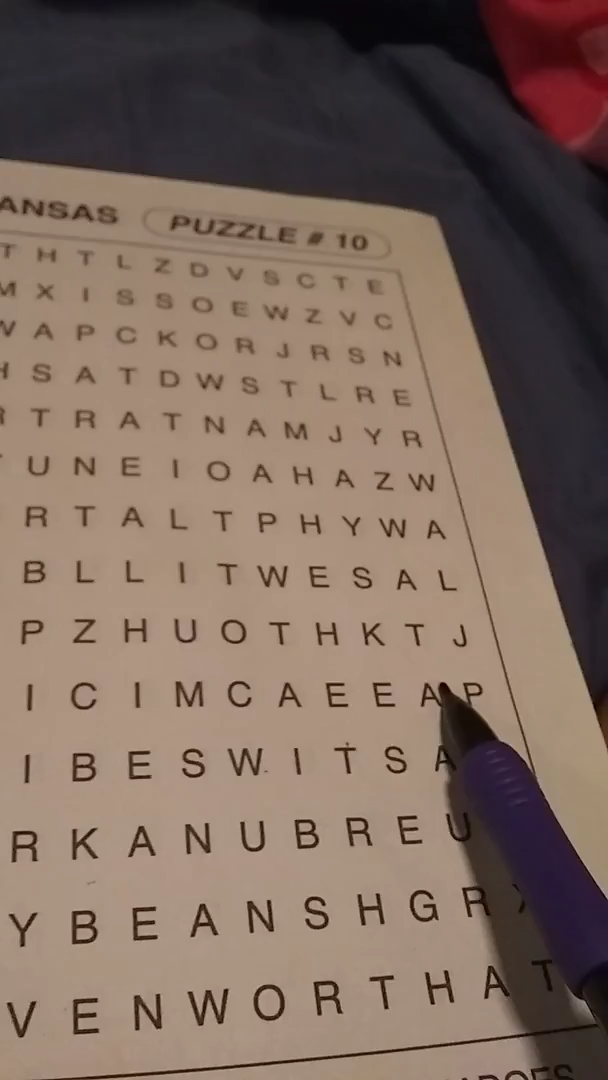 ANSAS PUZZLE # 10
T H T L Z D V S C T E
M X I S S O E W Z V C
A P C K O R J R S N
S A T D W S T L R E
T R A T N A M J Y R
U N E I O A H A Z W
R T A L T P H Y W A
B L L I T W E S A L
P Z H U O T H K T J
I C I M C A E E A P
I B E S W I T S A
R K A N U B R E U
Y B E A N S H G R
V E N W O R T H A T